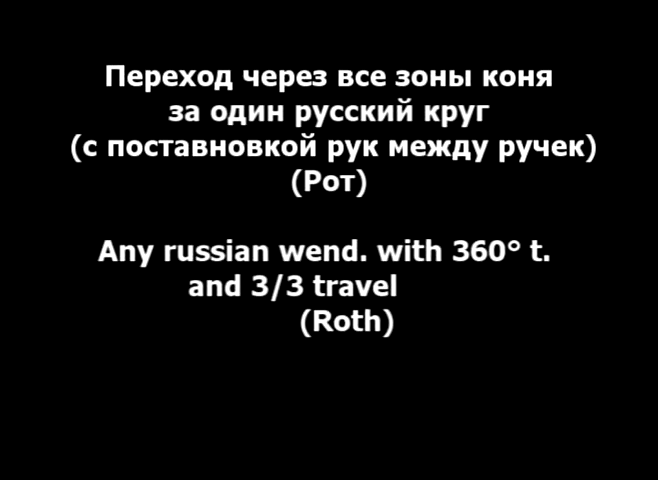 Переход через все зоны коня
за один русский круг
(с поставновкой рук между ручек)
(Рот)
Any russian wend. with 360° t.
and 3/3 travel
(Roth)